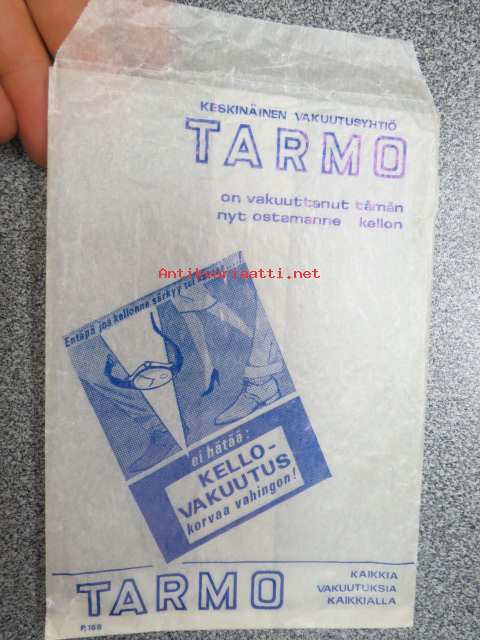 KESKINÄINEN VAKUUTUSYHTIÖ
TARMO
on vakuuttanut tämän
nyt ostamanne kellon
Antikvariaatti.net
Entäpä jos kellonne särkyy tai
ei hätää:
KELLO-
VAKUUTUS
korvaa vahingon!
TARMO
KAIKKIA
VAKUUTUKSIA
KAIKKIALLA
P.168